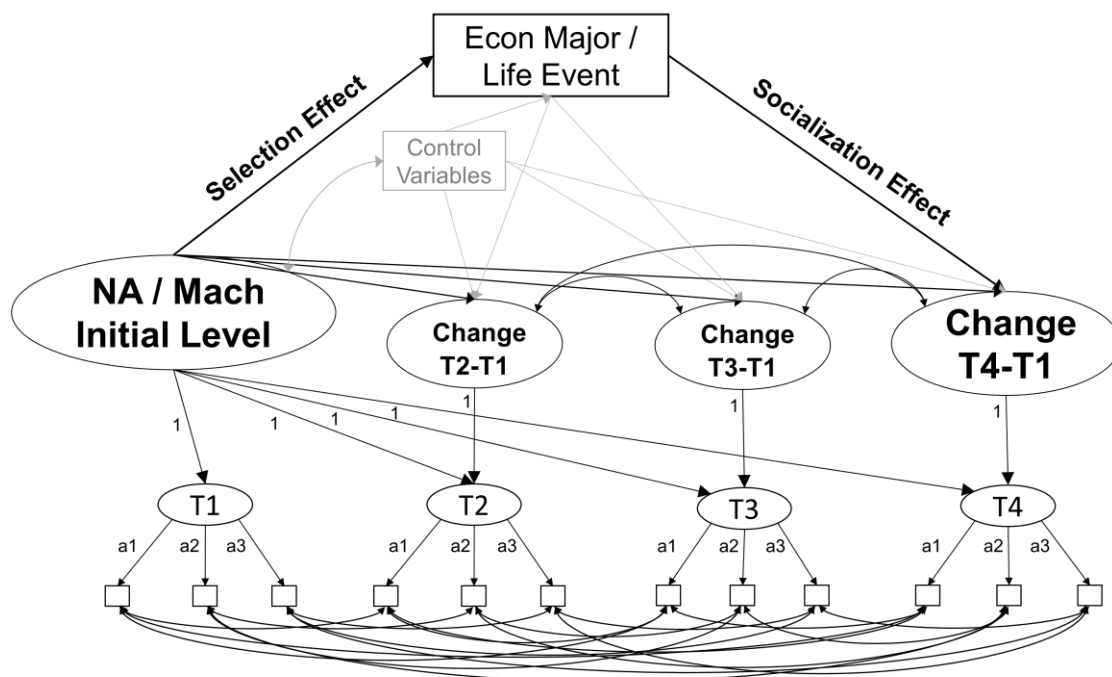 Econ Major /
Life Event
Selection Effect
Socialization Effect
Control
Variables
NA / Mach
Initial Level
Change
T2-T1
Change
T3-T1
Change
T4-T1
1
1
1
1
1
1
1
T1
T2
T3
T4
a1
a2
a3
a1
a2
a3
a1
a2
a3
a1
a2
a3